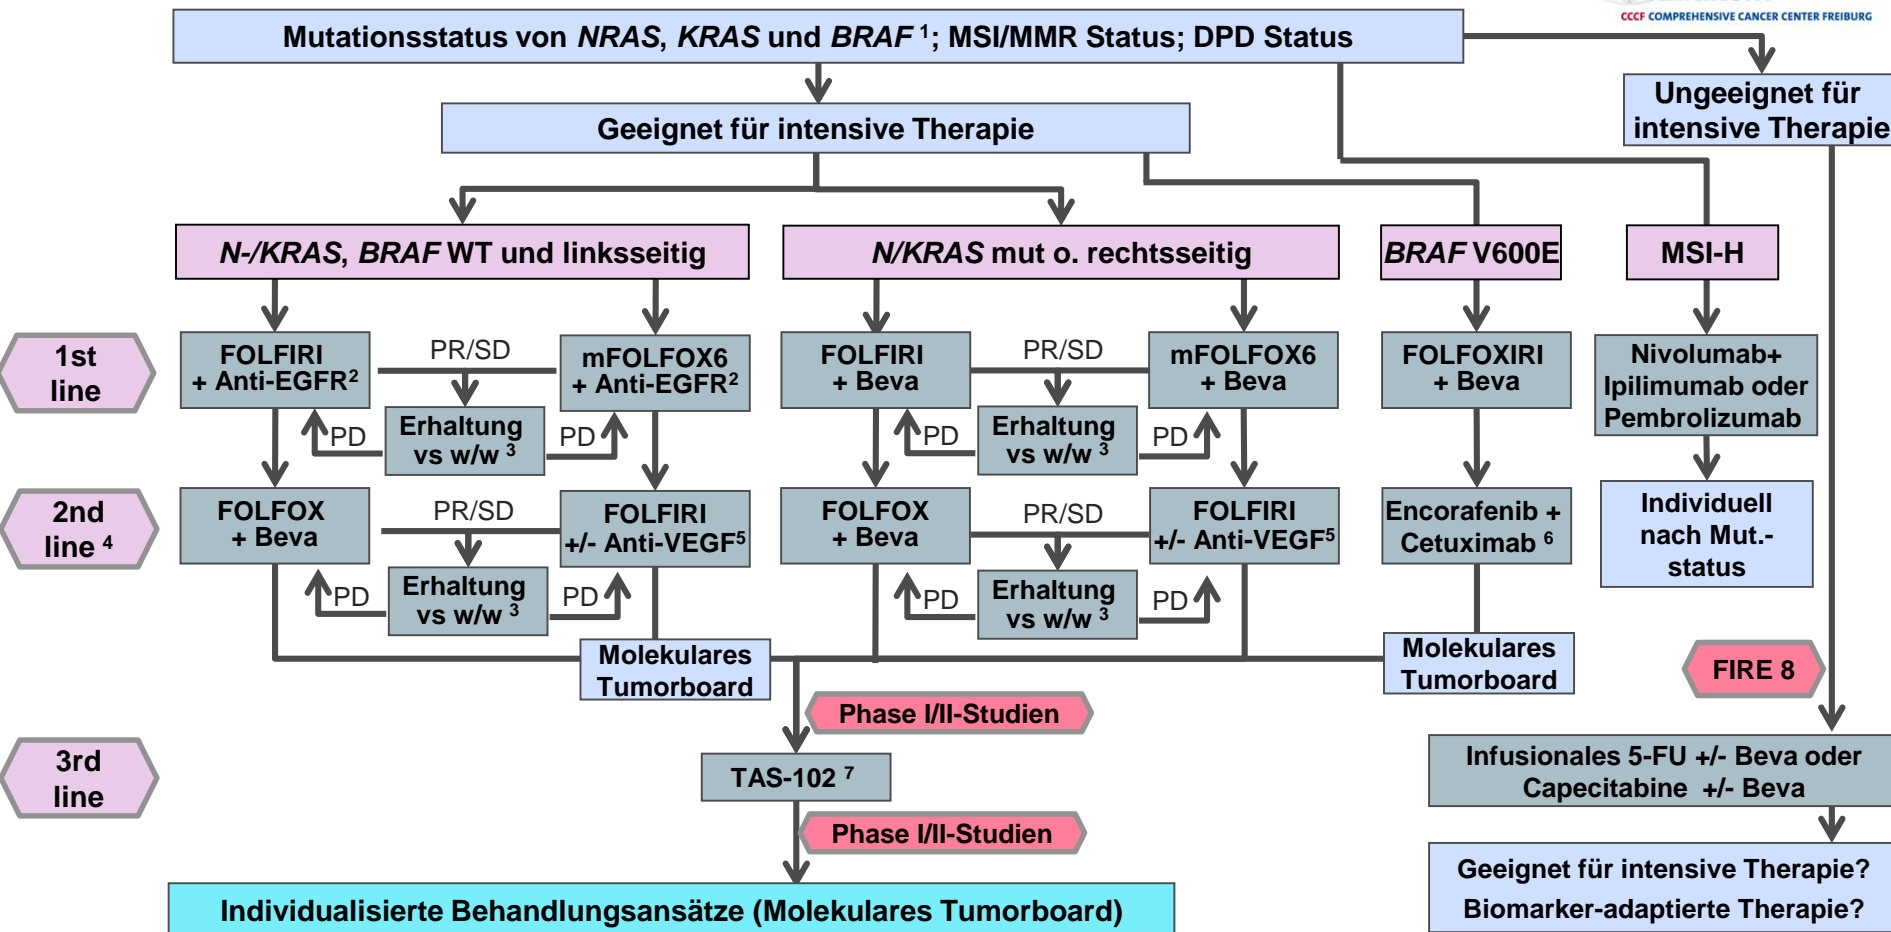 CCCF COMPREHENSIVE CANCER CENTER FREIBURG
Mutationsstatus von NRAS, KRAS und BRAF ¹; MSI/MMR Status; DPD Status
Ungeeignet für
intensive Therapie
Geeignet für intensive Therapie
N-/KRAS, BRAF WT und linksseitig
N/KRAS mut o. rechtsseitig
BRAF V600E
MSI-H
1st
line
FOLFIRI
+ Anti-EGFR²
PR/SD
mFOLFOX6
+ Anti-EGFR²
PD
Erhaltung
vs w/w ³
PD
FOLFIRI
+ Beva
PR/SD
mFOLFOX6
+ Beva
PD
Erhaltung
vs w/w ³
PD
FOLFOXIRI
+ Beva
Nivolumab+
Ipilimumab oder
Pembrolizumab
2nd
line ⁴
FOLFOX
+ Beva
PR/SD
FOLFIRI
+/- Anti-VEGF⁵
PD
Erhaltung
vs w/w ³
PD
FOLFOX
+ Beva
PR/SD
FOLFIRI
+/- Anti-VEGF⁵
PD
Erhaltung
vs w/w ³
PD
Encorafenib +
Cetuximab ⁶
Individuell
nach Mut.-
status
Molekulares
Tumorboard
Molekulares
Tumorboard
FIRE 8
Phase I/II-Studien
3rd
line
TAS-102 ⁷
Infusionales 5-FU +/- Beva oder
Capecitabine +/- Beva
Phase I/II-Studien
Geeignet für intensive Therapie?
Biomarker-adaptierte Therapie?
Individualisierte Behandlungsansätze (Molekulares Tumorboard)